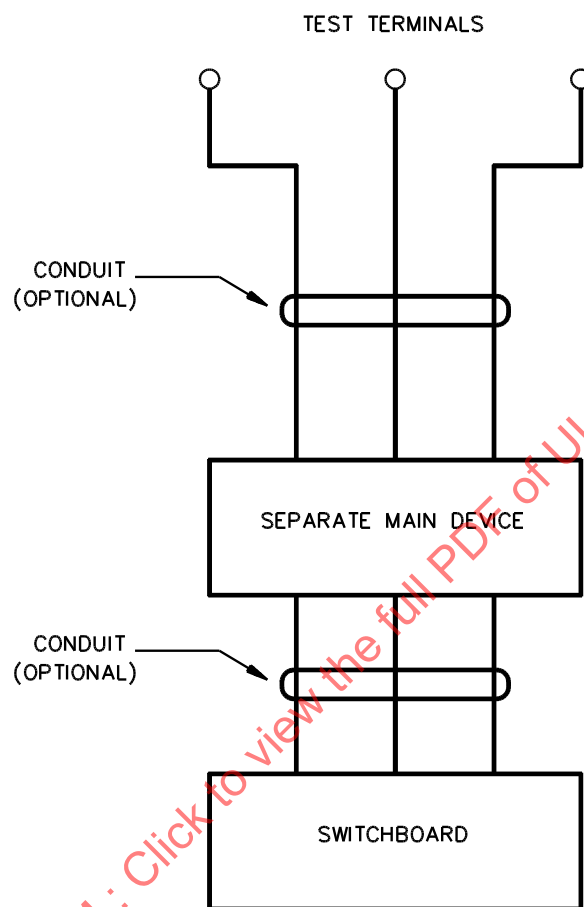 TEST TERMINALS
CONDUIT
(OPTIONAL)
SEPARATE MAIN DEVICE
CONDUIT
(OPTIONAL)
SWITCHBOARD
: Click to view the full PDF of